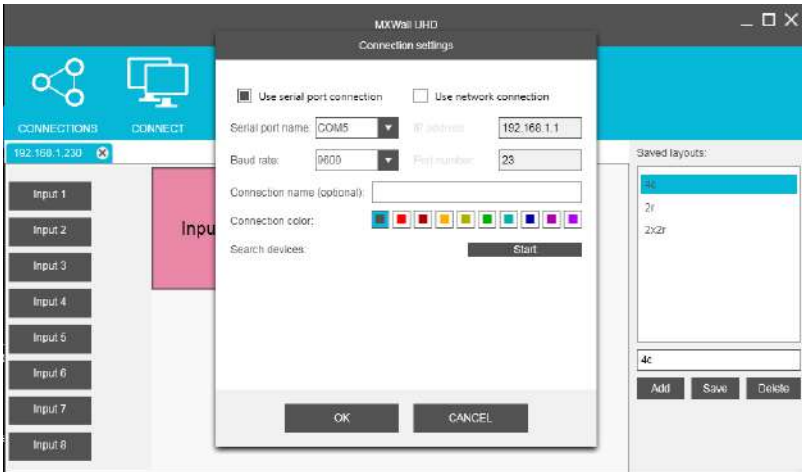 MXWall UHD
Connection settings
Use serial port connection
Use network connection
CONNECTIONS
CONNECT
Serial port name: COM5
IP address: 192.168.1.1
Baud rate: 9600
Port number: 23
192.168.1.230
Saved layouts:
Connection name (optional):
Connection color:
Search devices:
Start
Input 1
Input 2
Input 3
Input 4
Input 5
Input 6
Input 7
Input 8
Inpu
4c
2r
2x2r
4c
Add
Save
Delete
OK
CANCEL